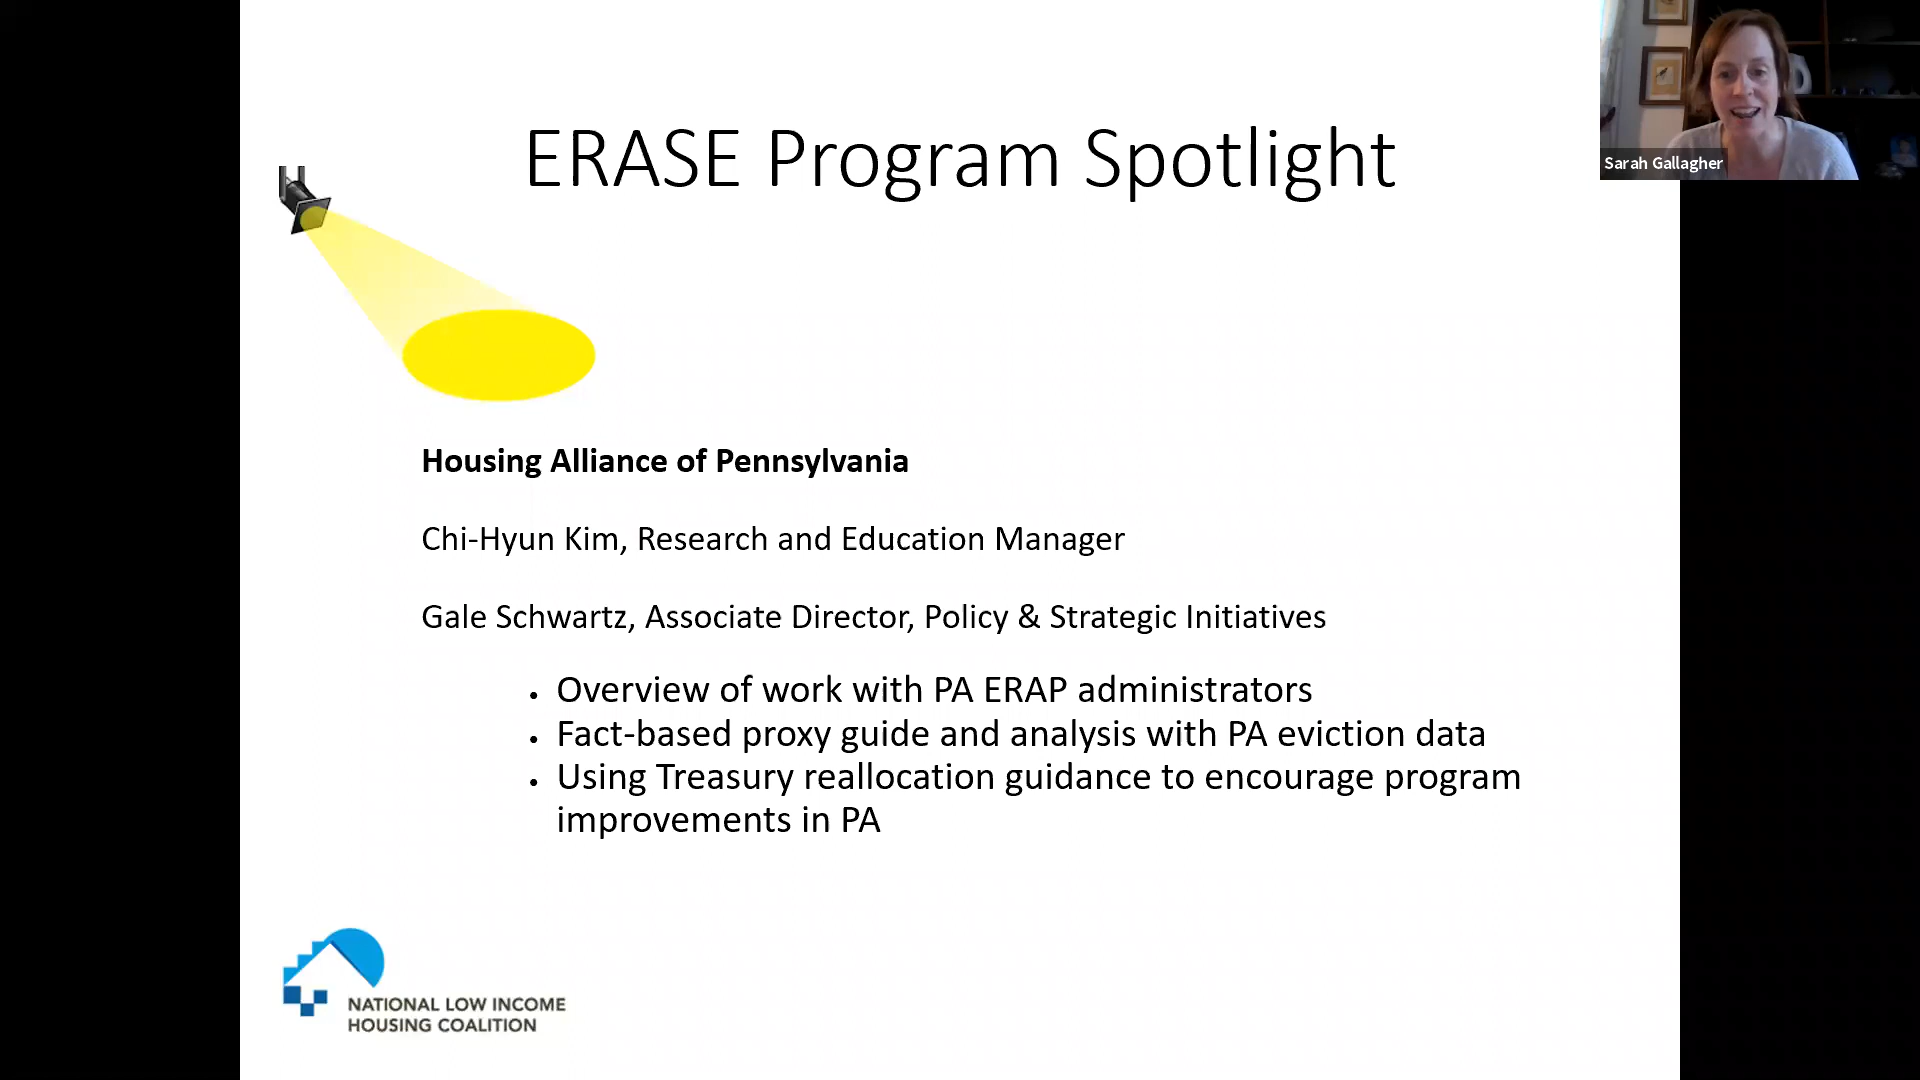 ERASE Program Spotlight
Sarah Gallagher
Housing Alliance of Pennsylvania
Chi-Hyun Kim, Research and Education Manager
Gale Schwartz, Associate Director, Policy & Strategic Initiatives
• Overview of work with PA ERAP administrators
• Fact-based proxy guide and analysis with PA eviction data
• Using Treasury reallocation guidance to encourage program
improvements in PA
NATIONAL LOW INCOME
HOUSING COALITION